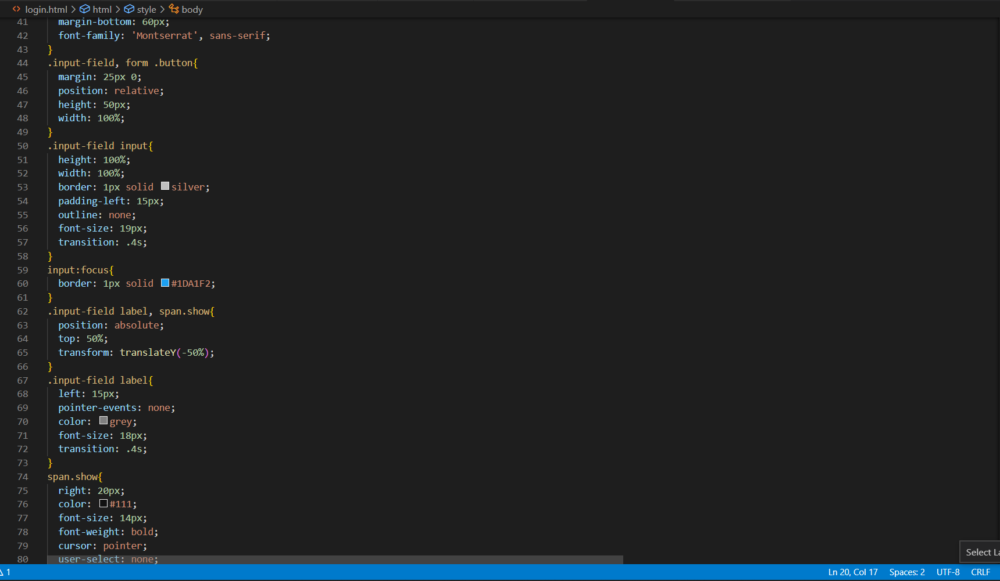 login.html > html > style > body
41 margin-bottom: 60px;
42 font-family: 'Montserrat', sans-serif;
43 }
44 .input-field, form .button{
45 margin: 25px 0;
46 position: relative;
47 height: 50px;
48 width: 100%;
49 }
50 .input-field input{
51 height: 100%;
52 width: 100%;
53 border: 1px solid silver;
54 padding-left: 15px;
55 outline: none;
56 font-size: 19px;
57 transition: .4s;
58 }
59 input:focus{
60 border: 1px solid #1DA1F2;
61 }
62 .input-field label, span.show{
63 position: absolute;
64 top: 50%;
65 transform: translateY(-50%);
66 }
67 .input-field label{
68 left: 15px;
69 pointer-events: none;
70 color: grey;
71 font-size: 18px;
72 transition: .4s;
73 }
74 span.show{
75 right: 20px;
76 color: #111;
77 font-size: 14px;
78 font-weight: bold;
79 cursor: pointer;
80 user-select: none;
Select La
1 Ln 20, Col 17 Spaces: 2 UTF-8 CRLF